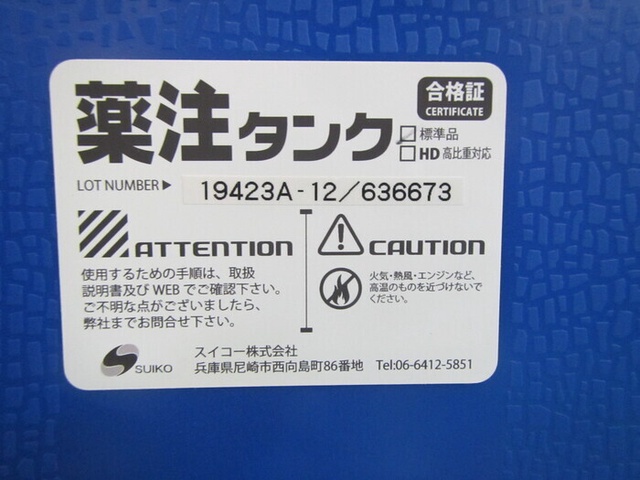 薬注タンク
合格証
CERTIFICATE
標準品
HD 高比重対応
LOT NUMBER▶ 19423A-12/636673
ATTENTION
使用するための手順は、取扱
説明書及び WEB でご確認下さい。
ご不明な点がございましたら、
弊社までお問合せ下さい。
CAUTION
火気・熱風・エンジンなど、
高温のものを近づけないで
ください。
SUIKO
スイコー株式会社
兵庫県尼崎市西向島町86番地 Tel:06-6412-5851